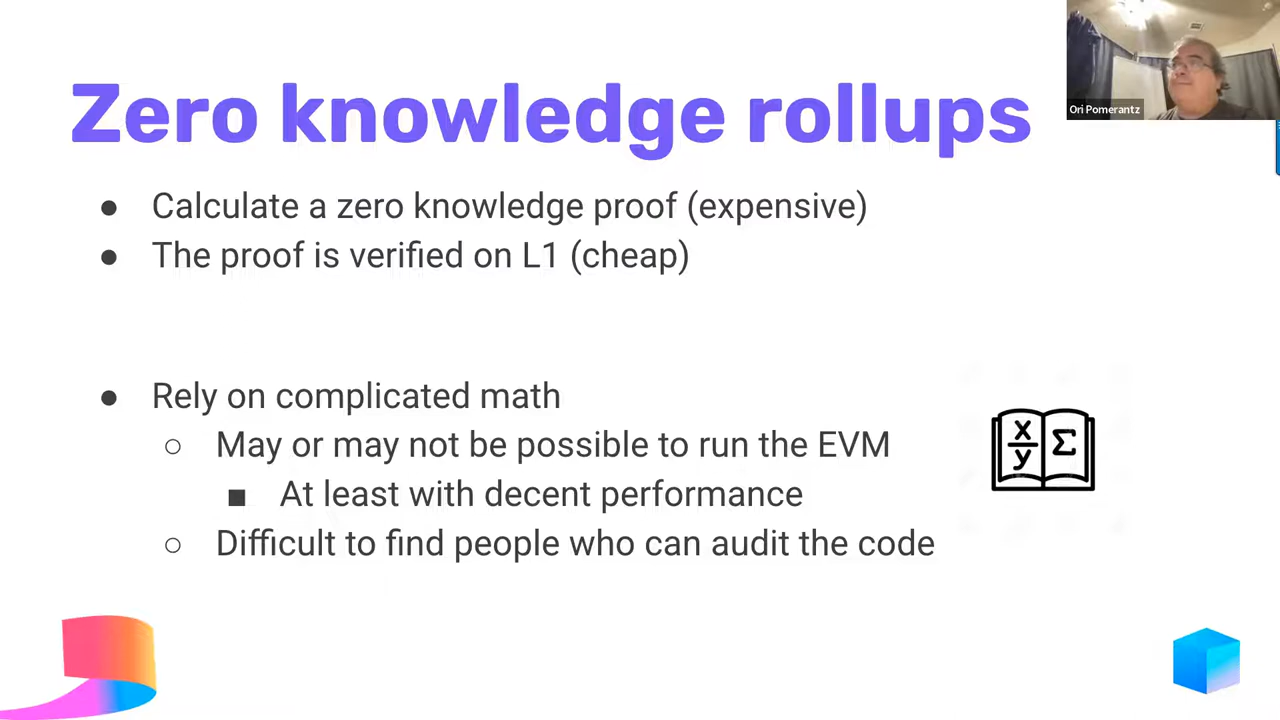 Zero knowledge rollups
Ori Pomerantz
● Calculate a zero knowledge proof (expensive)
● The proof is verified on L1 (cheap)
● Rely on complicated math
○ May or may not be possible to run the EVM
■ At least with decent performance
○ Difficult to find people who can audit the code
x
y
Σ